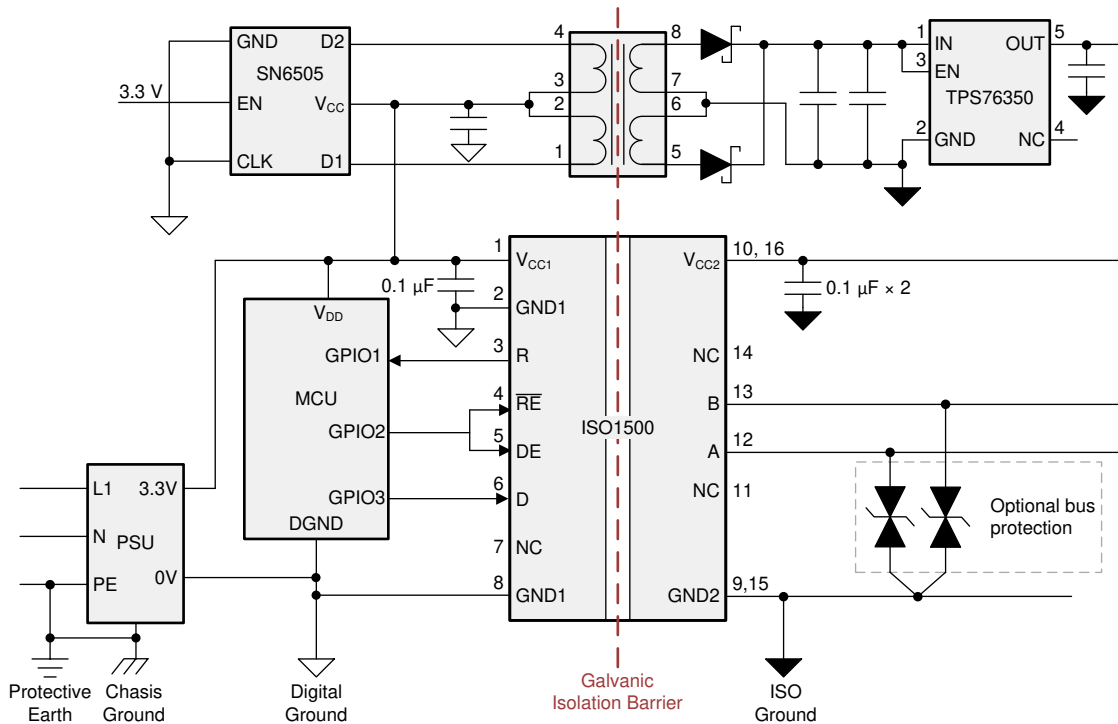 GND
D2
SN6505
3.3 V
EN
VCC
CLK
D1
4
3
2
1
8
7
6
5
1
IN
OUT
5
3
EN
TPS76350
2
GND
NC
4
1
VCC1
VCC2
10, 16
0.1 µF
2
GND1
0.1 µF × 2
VDD
GPIO1
3
R
NC
14
MCU
4
RE
B
13
GPIO2
ISO1500
5
DE
A
12
L1
3.3V
GPIO3
6
D
NC
11
Optional bus
protection
DGND
N
PSU
7
NC
PE
0V
8
GND1
GND2
9,15
Protective
Earth
Chasis
Ground
Digital
Ground
Galvanic
Isolation Barrier
ISO
Ground